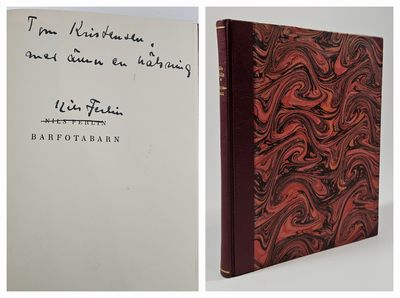 Tom Kristensen,
med ännu en hälsning
Nils Ferlin
NILS FERLIN
BARFOTABARN